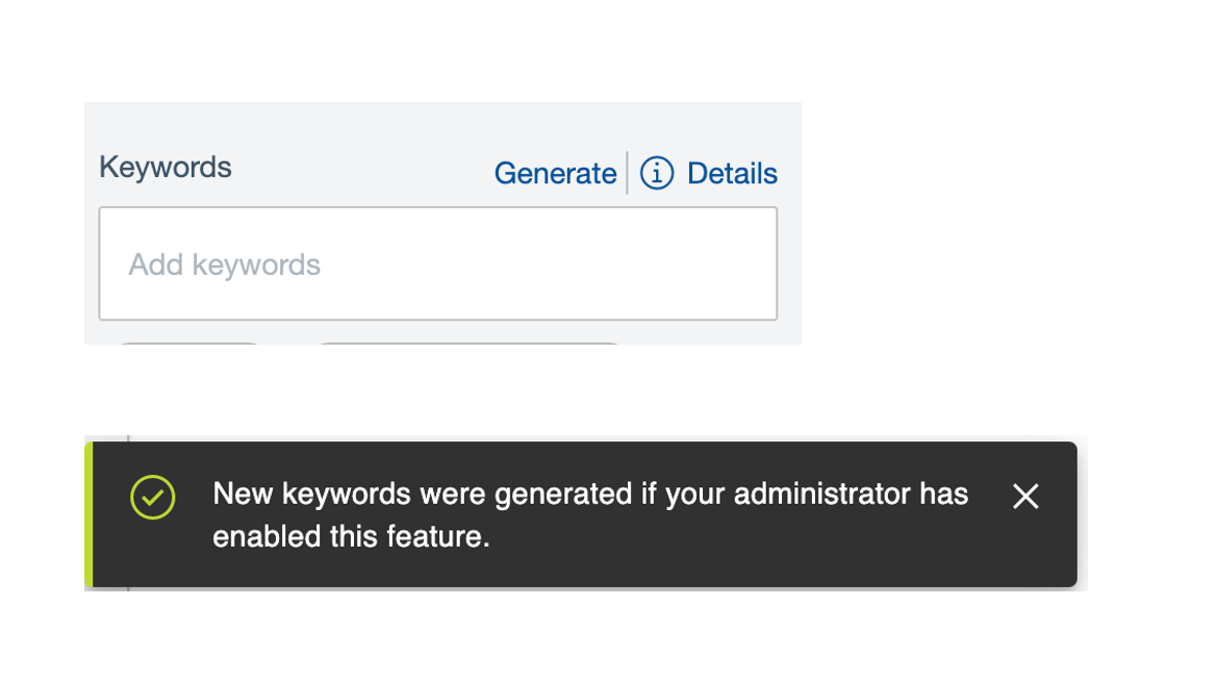 Keywords
Generate
Details
Add keywords
New keywords were generated if your administrator has
enabled this feature.